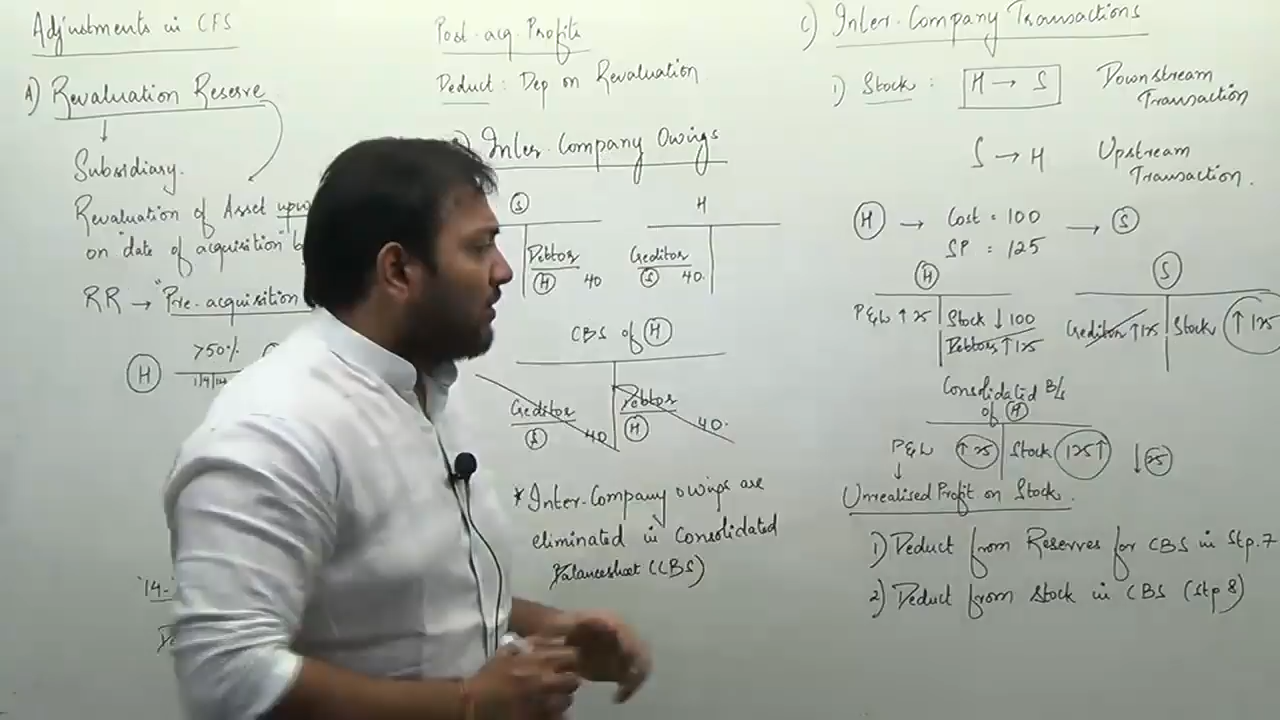 Adjustments in CFS
A) Revaluation Reserve
Subsidiary.
Revaluation of Asset
on "date of acquisition"
RR → "Pre-acquisition
H >50%
'14-
Post-acq. Profits
Deduct : Dep on Revaluation
Inter-Company Owings
S H
Debtor Creditor
H 40 S 40.
CBS of H
Creditor Debtor
S 40 H 40.
* Inter-Company owings are
eliminated in Consolidated
Balancesheet (CBS)
C) Inter-Company Transactions
1) Stock : H → S Downstream
Transaction
S → H Upstream
Transaction.
H → Cost = 100 → S
SP = 125
H S
P&L ↑ 25 Stock ↓ 100 Creditor ↑ 125 Stock ↑ 125
Debtors ↑ 125
Consolidated B/S
of H
P&L ↑ 25 Stock 125 ↑ ↓ 25
Unrealised Profit on Stock.
1) Deduct from Reserves for CBS in Stp. 7
2) Deduct from stock in CBS (Stp 8)